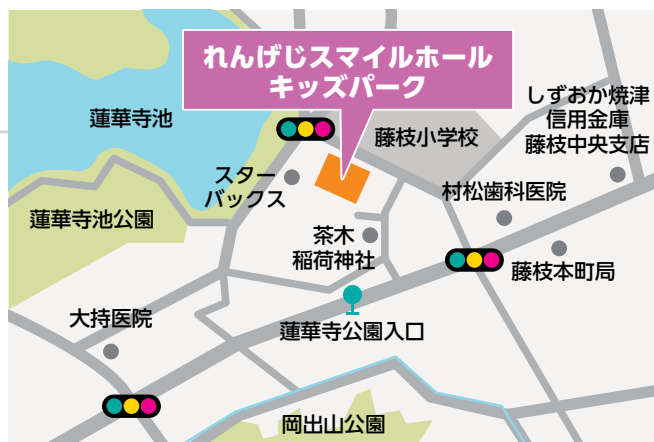 れんげじスマイルホール
キッズパーク
しずおか焼津
信用金庫
藤枝中央支店
蓮華寺池
藤枝小学校
スター
バックス
村松歯科医院
蓮華寺池公園
茶木
稲荷神社
藤枝本町局
大持医院
蓮華寺公園入口
岡出山公園